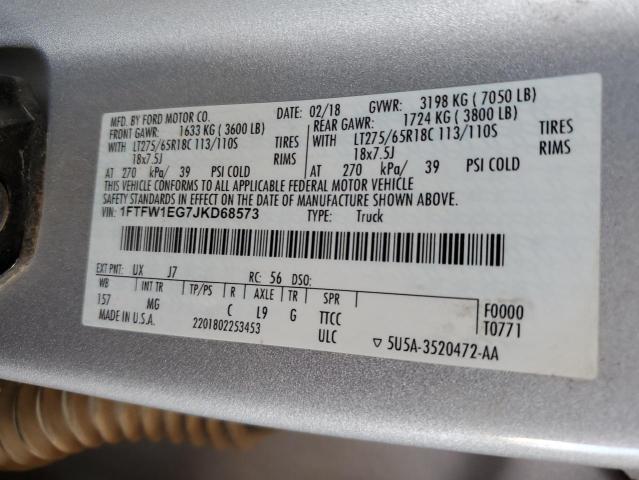 MFD. BY FORD MOTOR CO.
DATE: 02/18 GVWR: 3198 KG ( 7050 LB)
FRONT GAWR: 1633 KG ( 3600 LB) REAR GAWR: 1724 KG ( 3800 LB)
WITH LT275/65R18C 113/110S TIRES WITH LT275/65R18C 113/110S TIRES
18x7.5J RIMS 18x7.5J RIMS
AT 270 kPa/ 39 PSI COLD AT 270 kPa/ 39 PSI COLD
THIS VEHICLE CONFORMS TO ALL APPLICABLE FEDERAL MOTOR VEHICLE
SAFETY STANDARDS IN EFFECT ON THE DATE OF MANUFACTURE SHOWN ABOVE.
VIN: 1FTFW1EG7JKD68573 TYPE: Truck
EXT PNT: UX J7 RC: 56 DSO:
WB INT TR TP/PS R AXLE TR SPR F0000
157 MG C L9 G TTCC T0771
MADE IN U.S.A. 2201802253453 ULC ▽ 5U5A-3520472-AA